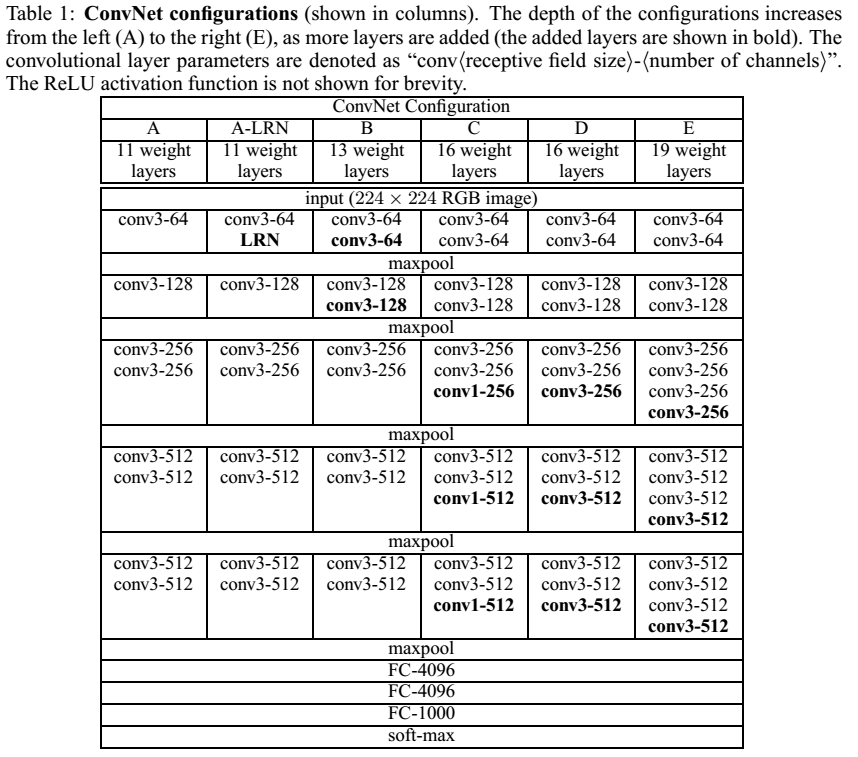 Table 1: ConvNet configurations (shown in columns). The depth of the configurations increases
from the left (A) to the right (E), as more layers are added (the added layers are shown in bold). The
convolutional layer parameters are denoted as “conv⟨receptive field size⟩-⟨number of channels⟩”.
The ReLU activation function is not shown for brevity.
ConvNet Configuration
A A-LRN B C D E
11 weight 11 weight 13 weight 16 weight 16 weight 19 weight
layers layers layers layers layers layers
input (224 × 224 RGB image)
conv3-64 conv3-64 conv3-64 conv3-64 conv3-64 conv3-64
LRN conv3-64 conv3-64 conv3-64 conv3-64
maxpool
conv3-128 conv3-128 conv3-128 conv3-128 conv3-128 conv3-128
conv3-128 conv3-128 conv3-128 conv3-128
maxpool
conv3-256 conv3-256 conv3-256 conv3-256 conv3-256 conv3-256
conv3-256 conv3-256 conv3-256 conv3-256 conv3-256 conv3-256
conv1-256 conv3-256 conv3-256
conv3-256
maxpool
conv3-512 conv3-512 conv3-512 conv3-512 conv3-512 conv3-512
conv3-512 conv3-512 conv3-512 conv3-512 conv3-512 conv3-512
conv1-512 conv3-512 conv3-512
conv3-512
maxpool
conv3-512 conv3-512 conv3-512 conv3-512 conv3-512 conv3-512
conv3-512 conv3-512 conv3-512 conv3-512 conv3-512 conv3-512
conv1-512 conv3-512 conv3-512
conv3-512
maxpool
FC-4096
FC-4096
FC-1000
soft-max